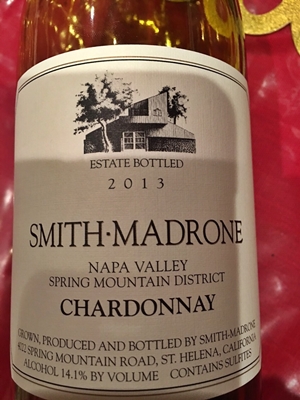 ESTATE BOTTLED
2013
SMITH·MADRONE
NAPA VALLEY
SPRING MOUNTAIN DISTRICT
CHARDONNAY
GROWN, PRODUCED AND BOTTLED BY SMITH-MADRONE
4022 SPRING MOUNTAIN ROAD, ST. HELENA, CALIFORNIA
ALCOHOL 14.1% BY VOLUME CONTAINS SULFITES